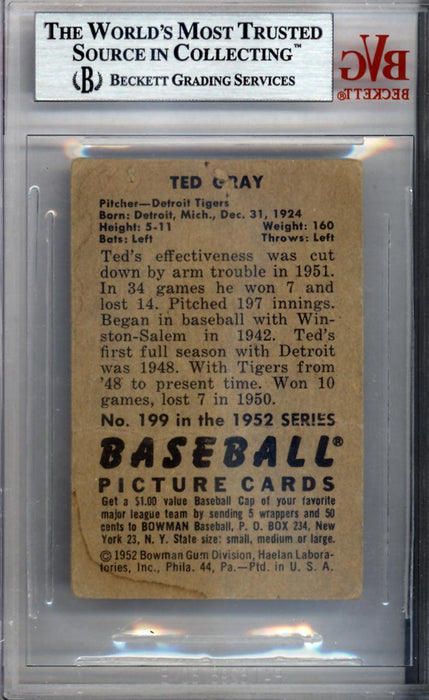 THE WORLD'S MOST TRUSTED
SOURCE IN COLLECTING™
B BECKETT GRADING SERVICES
BVG
BECKETT®
TED GRAY
Pitcher—Detroit Tigers
Born: Detroit, Mich., Dec. 31, 1924
Height: 5-11 Weight: 160
Bats: Left Throws: Left
Ted's effectiveness was cut
down by arm trouble in 1951.
In 34 games he won 7 and
lost 14. Pitched 197 innings.
Began in baseball with Win-
ston-Salem in 1942. Ted's
first full season with Detroit
was 1948. With Tigers from
'48 to present time. Won 10
games, lost 7 in 1950.
No. 199 in the 1952 SERIES
BASEBALL®
PICTURE CARDS
Get a $1.00 value Baseball Cap of your favorite
major league team by sending 5 wrappers and 50
cents to BOWMAN Baseball, P. O. BOX 234, New
York 23, N. Y. State size: small, medium or large.
©1952 Bowman Gum Division, Haelan Labora-
tories, Inc., Phila. 44, Pa.—Ptd. in U. S. A.